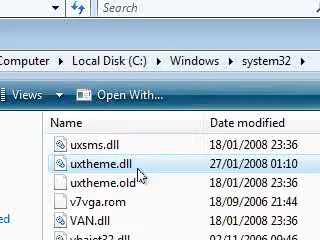 Search
Computer › Local Disk (C:) › Windows › system32 ›
Views Open With...
Name Date modified
uxsms.dll 18/01/2008 23:36
uxtheme.dll 27/01/2008 01:10
uxtheme.old 18/01/2008 23:36
v7vga.rom 18/09/2006 21:44
VAN.dll 18/01/2008 23:36
vbajet32.dll 02/11/2006 09:46